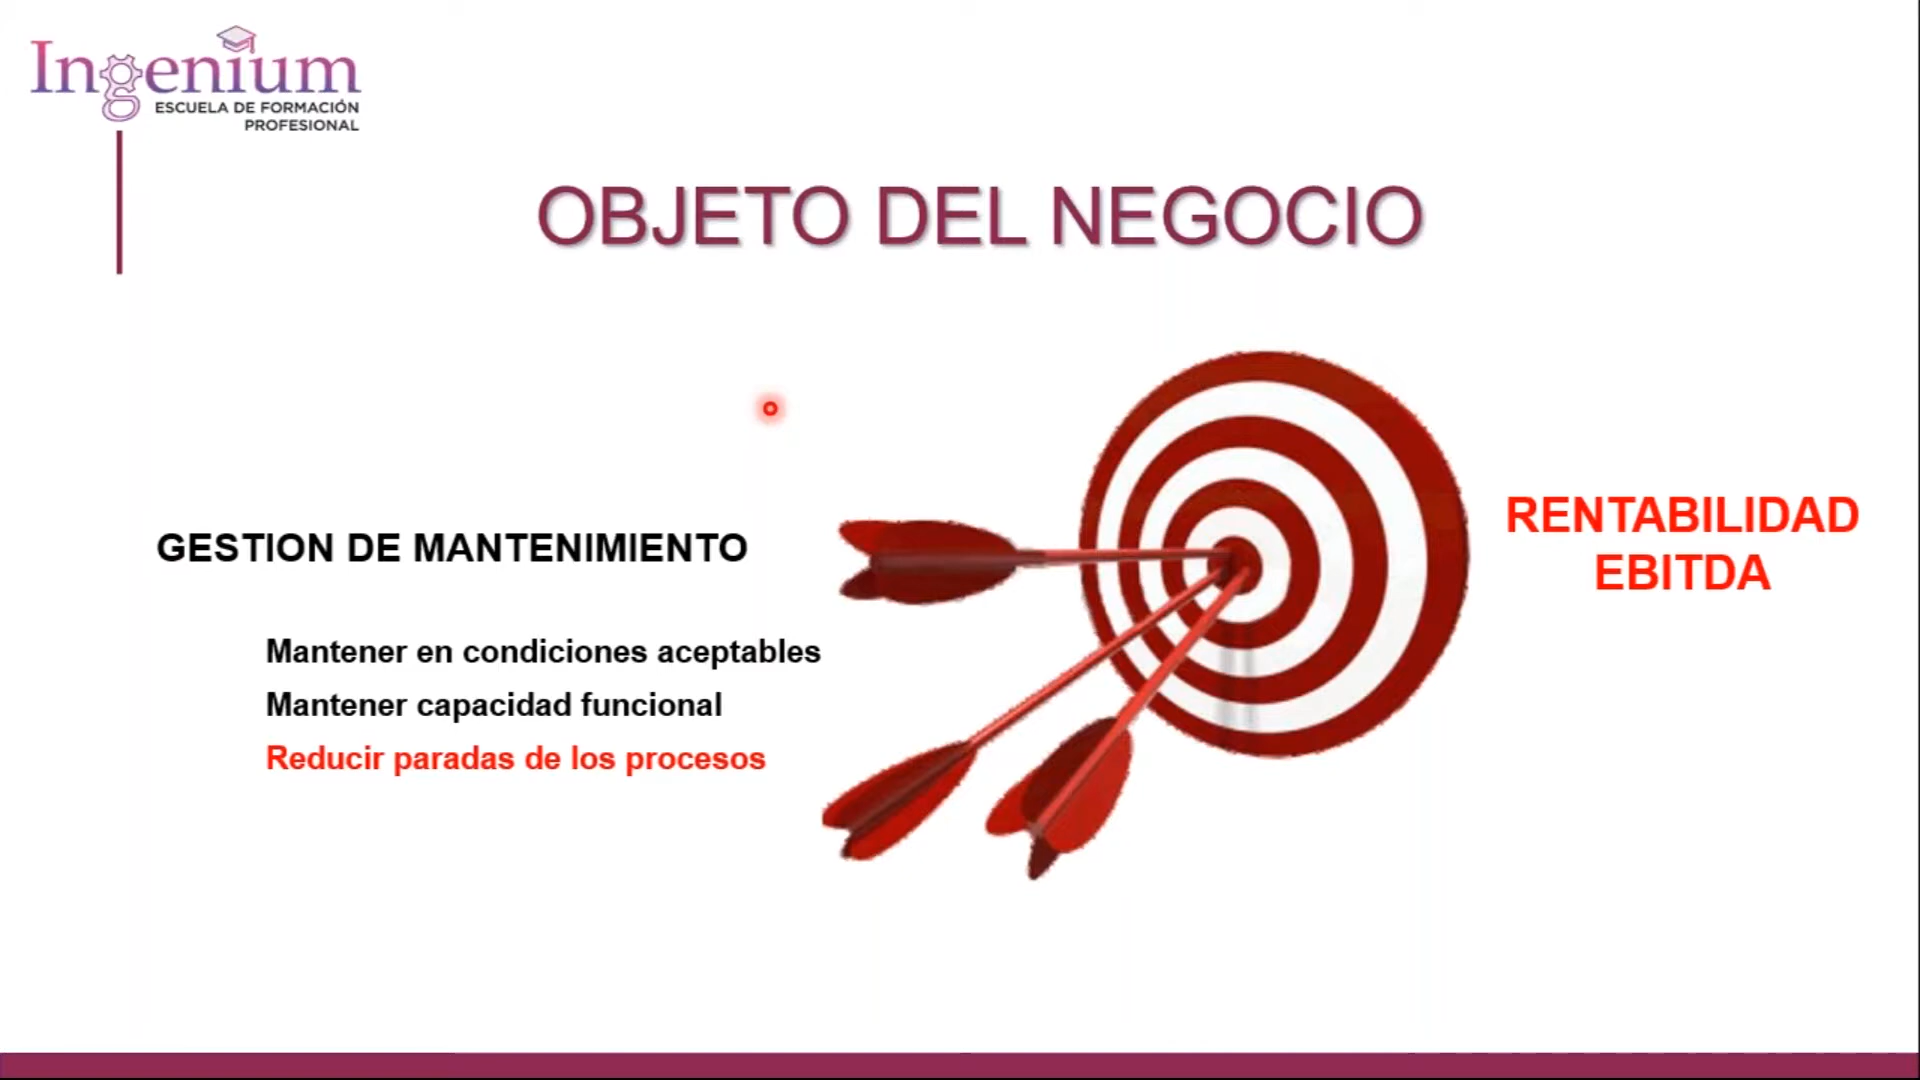 Ingenium
ESCUELA DE FORMACIÓN
PROFESIONAL
OBJETO DEL NEGOCIO
GESTION DE MANTENIMIENTO
Mantener en condiciones aceptables
Mantener capacidad funcional
Reducir paradas de los procesos
RENTABILIDAD
EBITDA